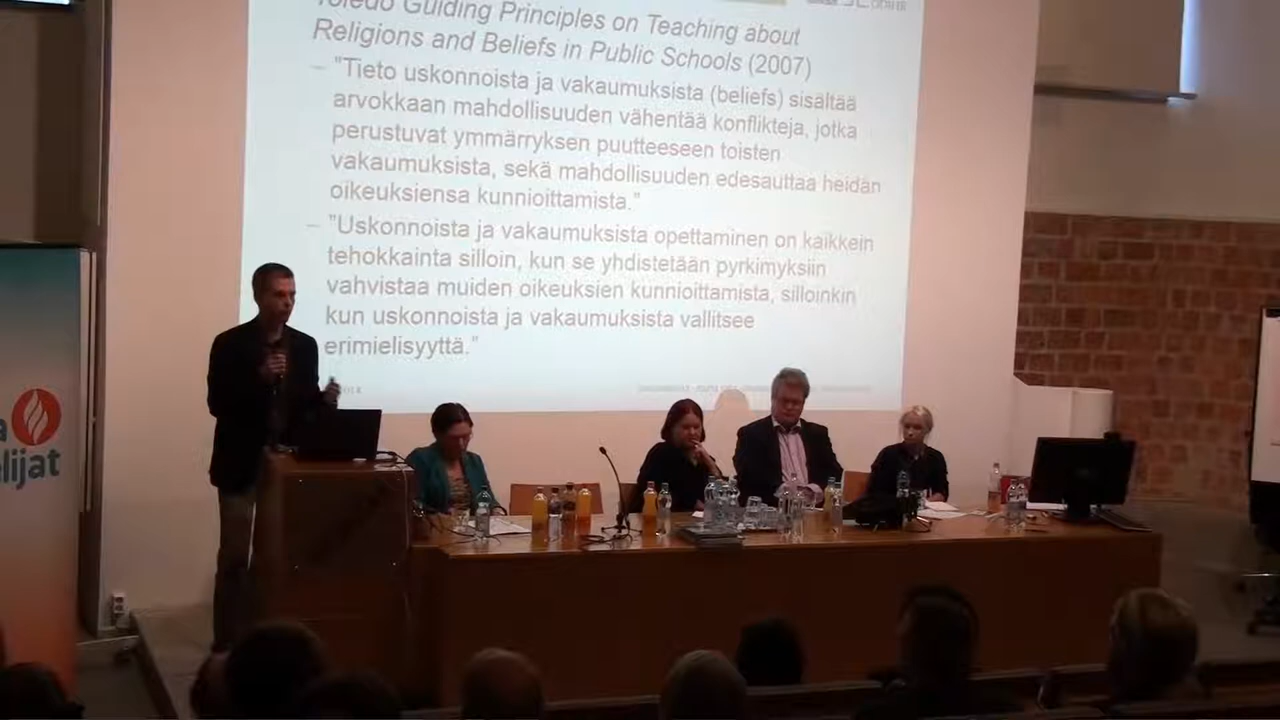 Toledo Guiding Principles on Teaching about
Religions and Beliefs in Public Schools (2007)
– "Tieto uskonnoista ja vakaumuksista (beliefs) sisältää
arvokkaan mahdollisuuden vähentää konflikteja, jotka
perustuvat ymmärryksen puutteeseen toisten
vakaumuksista, sekä mahdollisuuden edesauttaa heidän
oikeuksiensa kunnioittamista."
– "Uskonnoista ja vakaumuksista opettaminen on kaikkein
tehokkainta silloin, kun se yhdistetään pyrkimyksiin
vahvistaa muiden oikeuksien kunnioittamista, silloinkin
kun uskonnoista ja vakaumuksista vallitsee
erimielisyyttä."